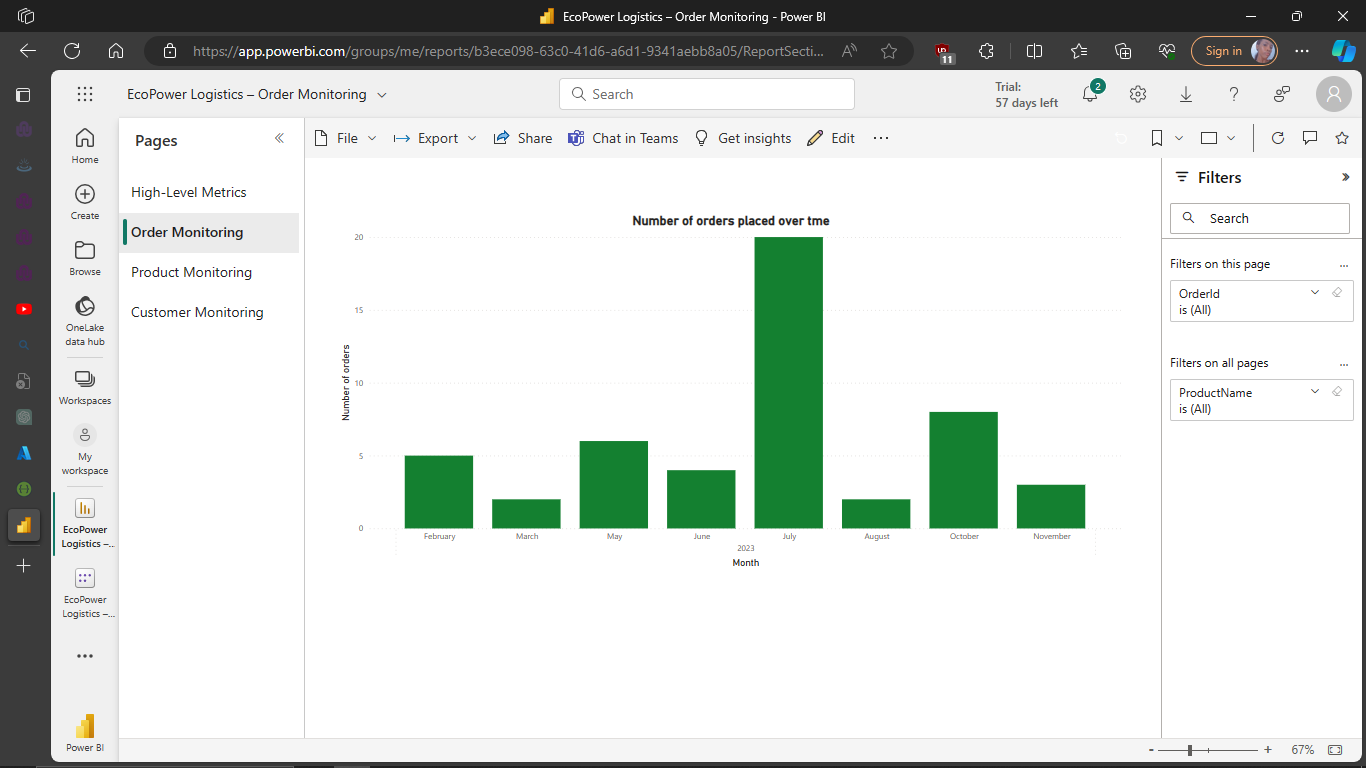 EcoPower Logistics – Order Monitoring - Power BI
https://app.powerbi.com/groups/me/reports/b3ece098-63c0-41d6-a6d1-9341aebb8a05/ReportSecti...
11
Sign in
EcoPower Logistics – Order Monitoring
Search
Trial:
57 days left
2
Home
Create
Browse
OneLake
data hub
Workspaces
My
workspace
EcoPower
Logistics –...
EcoPower
Logistics –...
Power BI
Pages
High-Level Metrics
Order Monitoring
Product Monitoring
Customer Monitoring
File
Export
Share
Chat in Teams
Get insights
Edit
Number of orders placed over tme
Number of orders
20
15
10
5
0
February
March
May
June
July
August
October
November
2023
Month
Filters
Search
Filters on this page
...
OrderId
is (All)
Filters on all pages
...
ProductName
is (All)
- + 67%